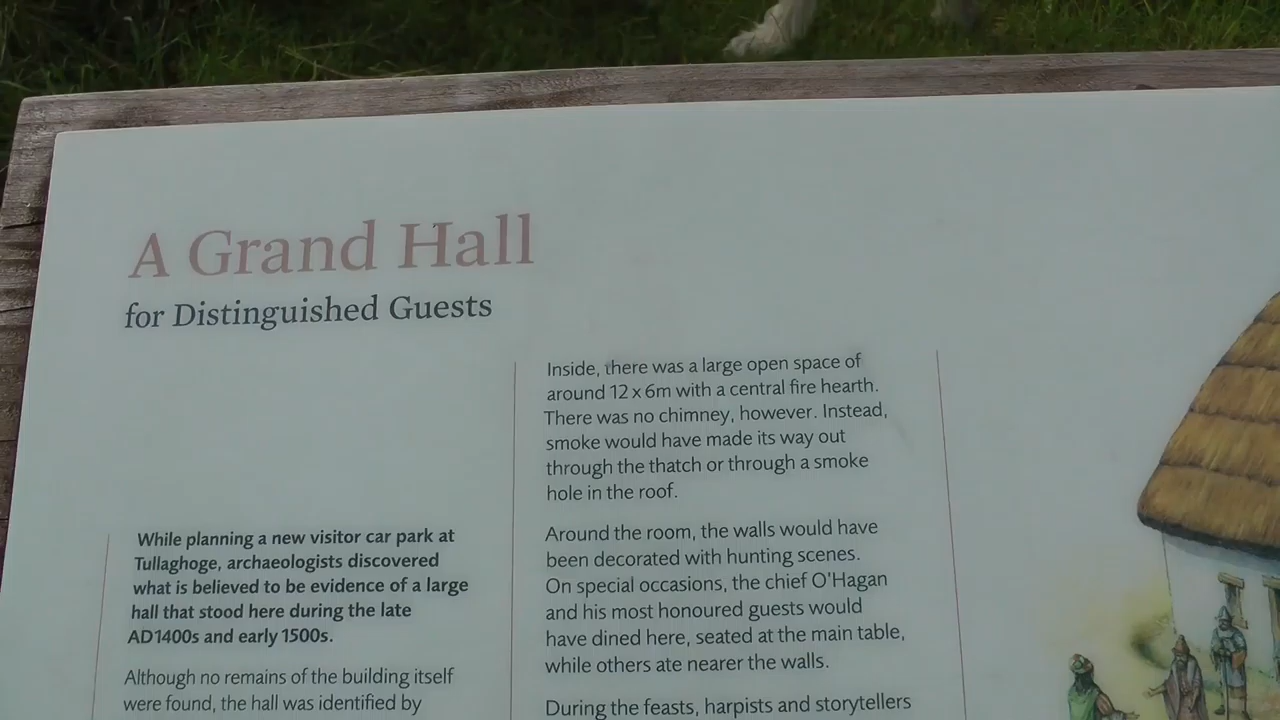 A Grand Hall
for Distinguished Guests
While planning a new visitor car park at
Tullaghoge, archaeologists discovered
what is believed to be evidence of a large
hall that stood here during the late
AD1400s and early 1500s.
Although no remains of the building itself
were found, the hall was identified by
Inside, there was a large open space of
around 12 x 6m with a central fire hearth.
There was no chimney, however. Instead,
smoke would have made its way out
through the thatch or through a smoke
hole in the roof.
Around the room, the walls would have
been decorated with hunting scenes.
On special occasions, the chief O'Hagan
and his most honoured guests would
have dined here, seated at the main table,
while others ate nearer the walls.
During the feasts, harpists and storytellers